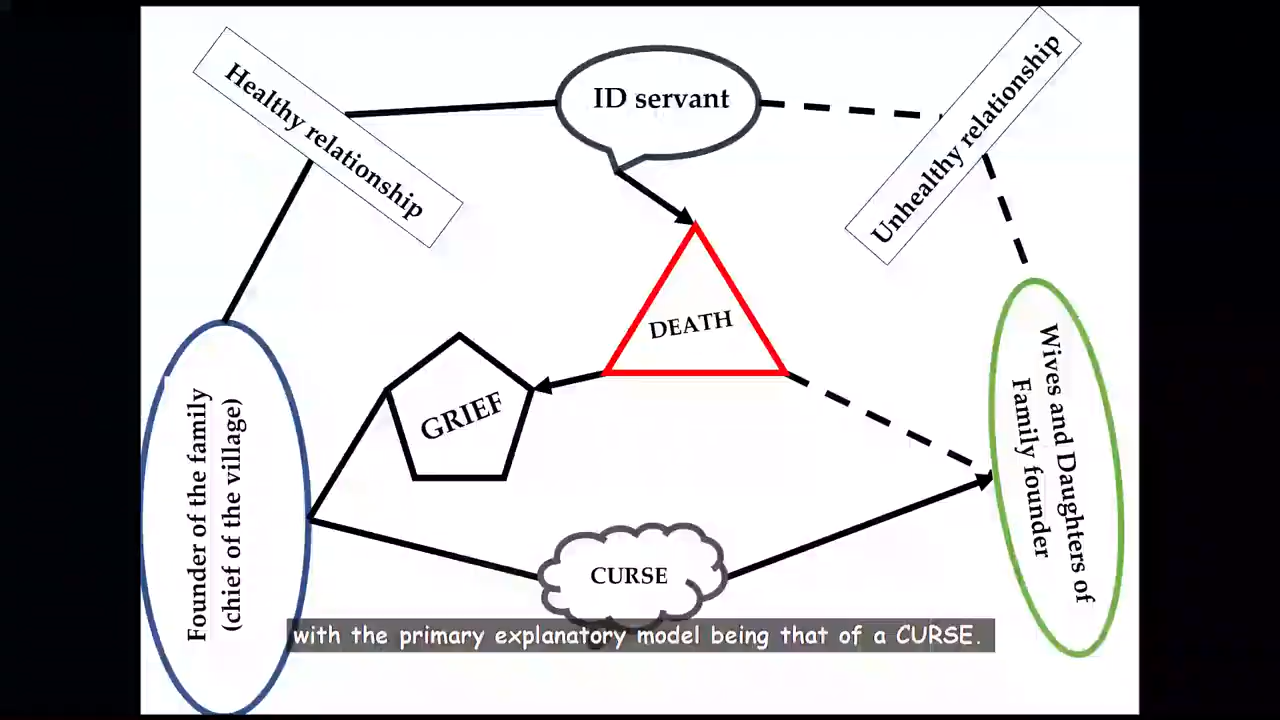 Healthy relationship
ID servant
Unhealthy relationship
DEATH
GRIEF
Founder of the family
(chief of the village)
Wives and Daughters of
Family founder
CURSE
with the primary explanatory model being that of a CURSE.